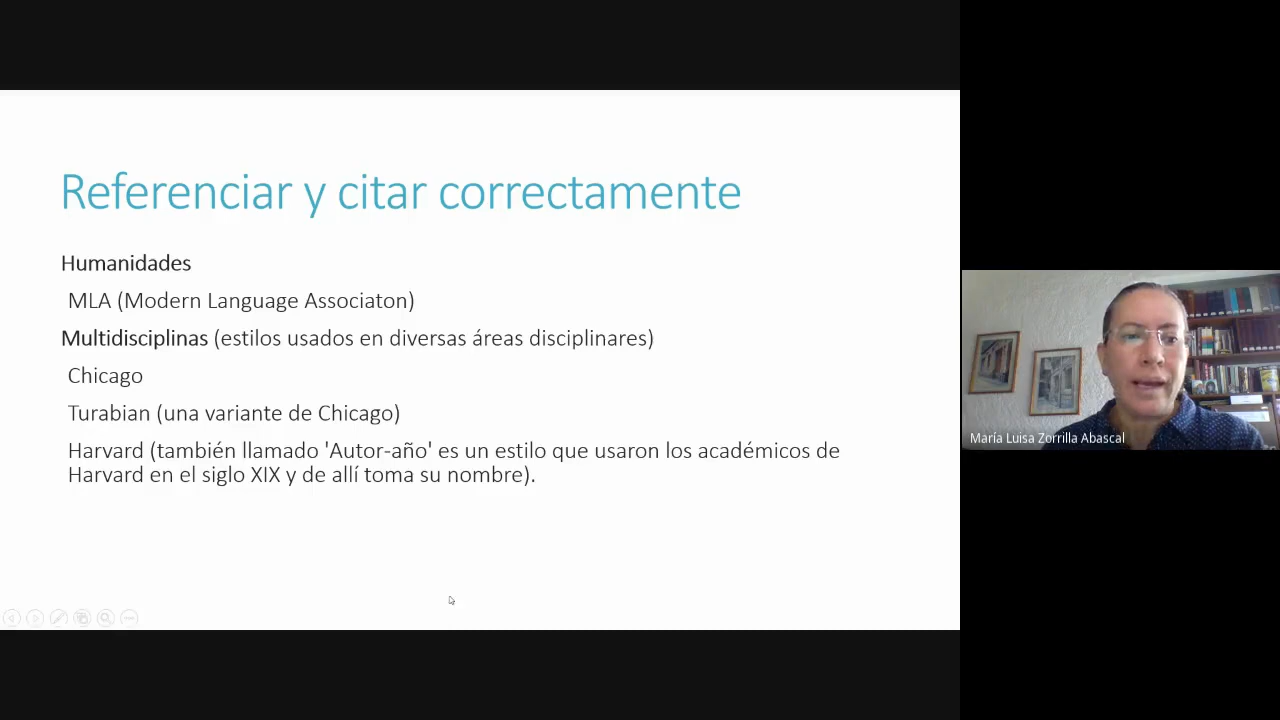 Referenciar y citar correctamente
Humanidades
MLA (Modern Language Associaton)
Multidisciplinas (estilos usados en diversas áreas disciplinares)
Chicago
Turabian (una variante de Chicago)
Harvard (también llamado 'Autor-año' es un estilo que usaron los académicos de
Harvard en el siglo XIX y de allí toma su nombre).
María Luisa Zorrilla Abascal